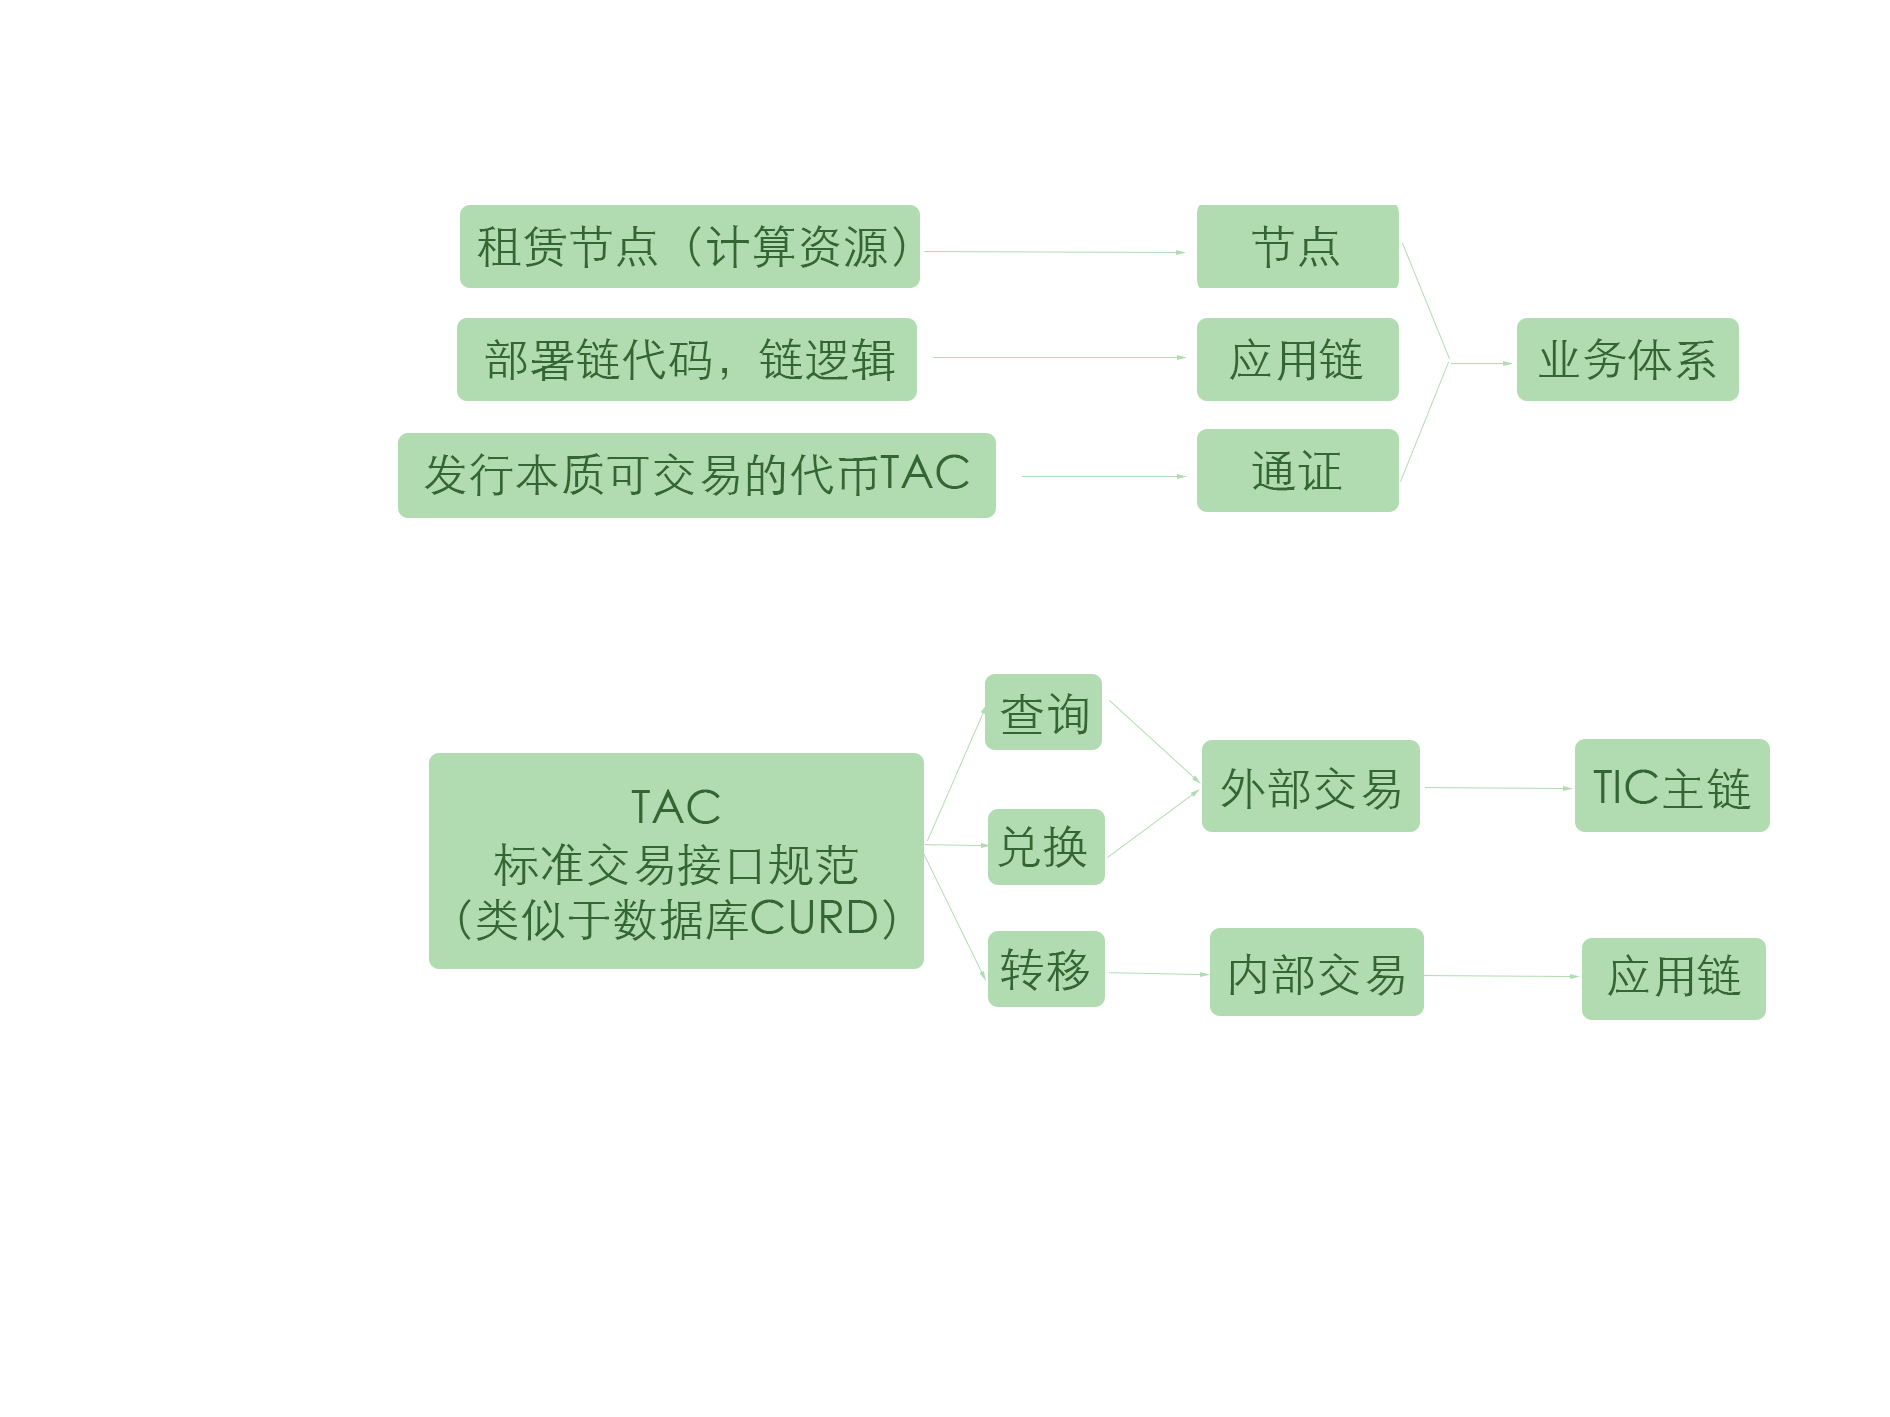 租赁节点（计算资源）
节点
部署链代码，链逻辑
应用链
业务体系
发行本质可交易的代币TAC
通证
TAC
标准交易接口规范
（类似于数据库CURD）
查询
兑换
转移
外部交易
TIC主链
内部交易
应用链